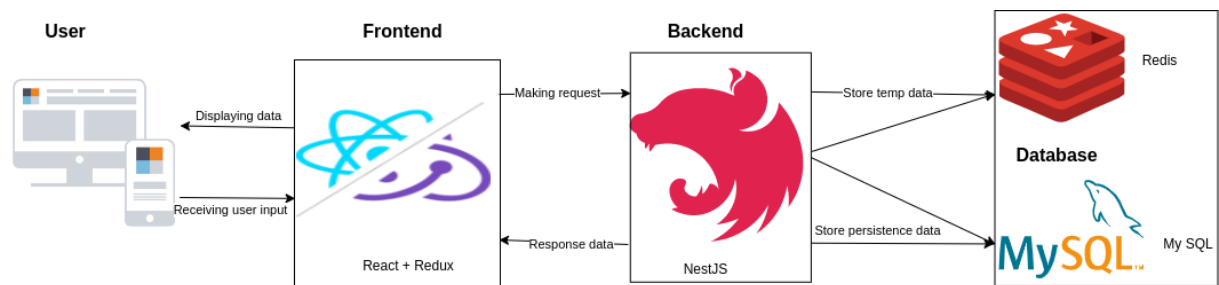 User
Frontend
Backend
Redis
Making request
Store temp data
Displaying data
Database
Receiving user input
Response data
Store persistence data
My SQL
MySQL™
React + Redux
NestJS